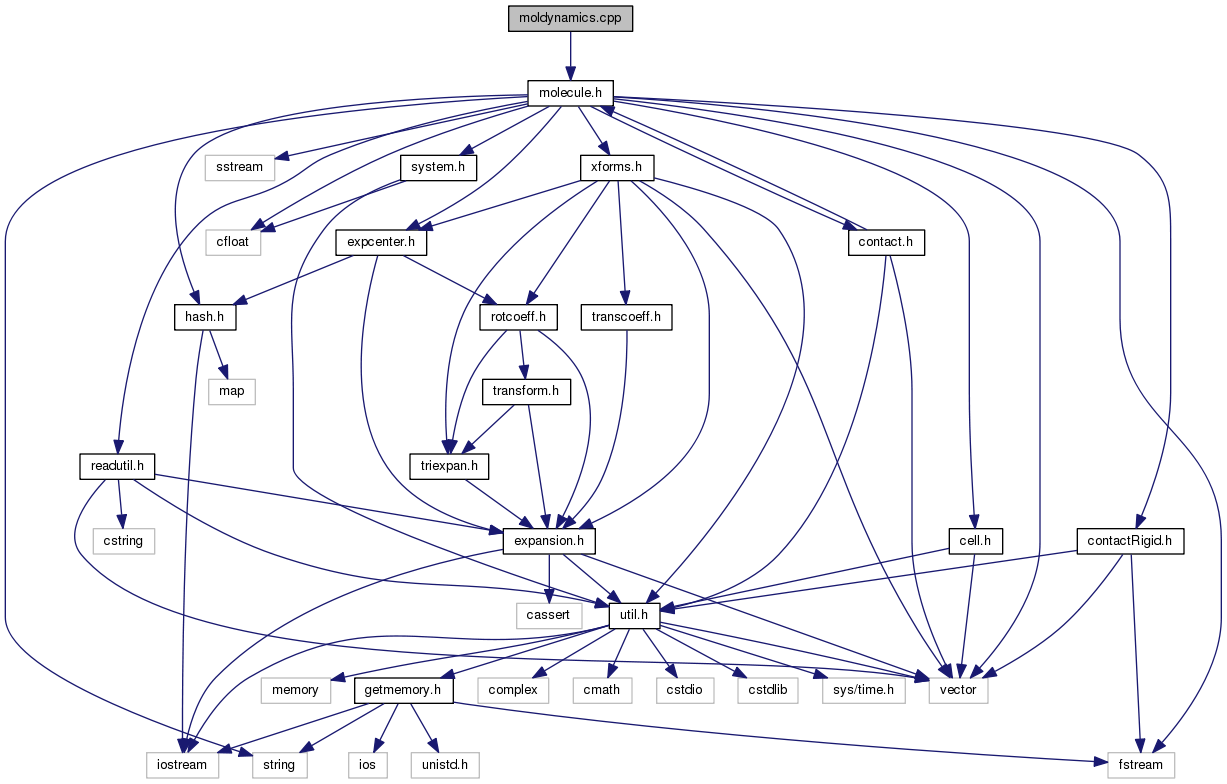 moldynamics.cpp
molecule.h
sstream
system.h
xforms.h
cfloat
expcenter.h
contact.h
hash.h
rotcoeff.h
transcoeff.h
map
transform.h
readutil.h
triexpan.h
cstring
expansion.h
cell.h
contactRigid.h
cassert
util.h
memory
getmemory.h
complex
cmath
cstdio
cstdlib
sys/time.h
vector
iostream
string
ios
unistd.h
fstream